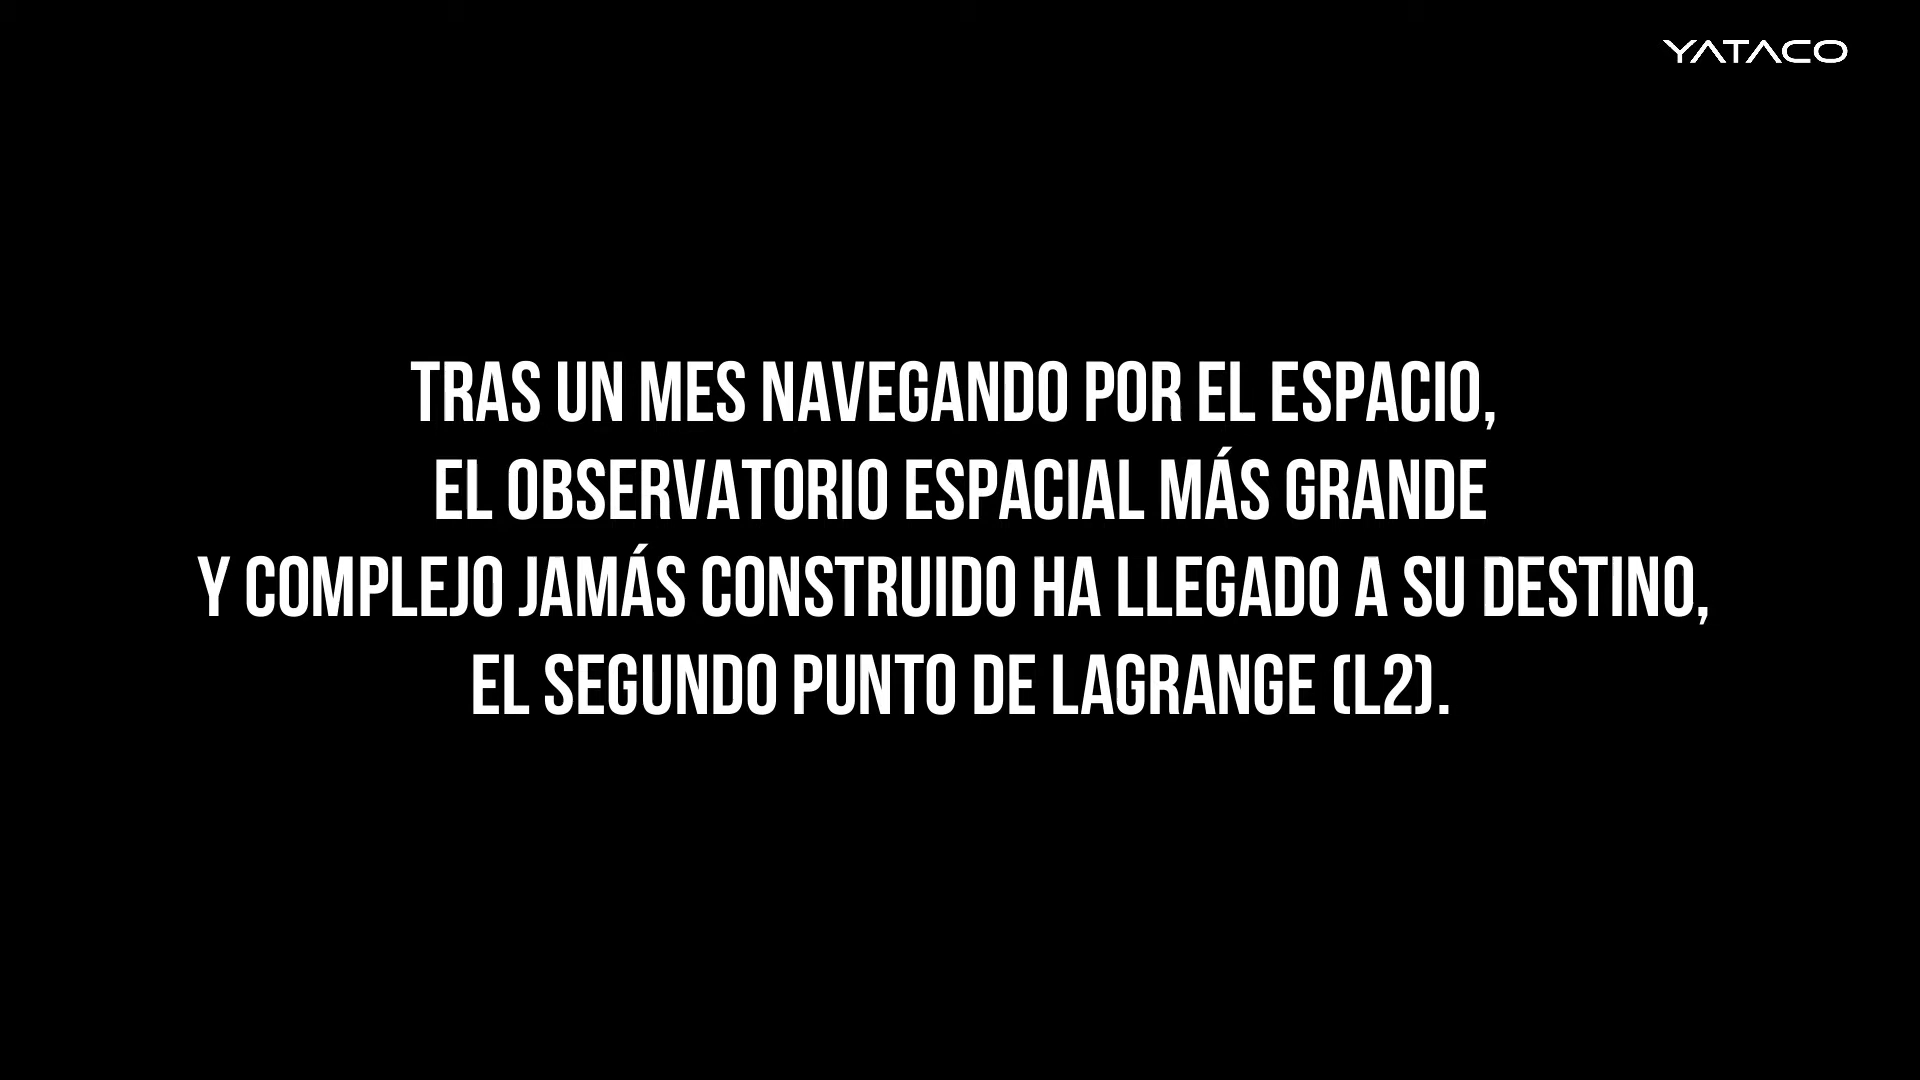 YATACO
TRAS UN MES NAVEGANDO POR EL ESPACIO,
EL OBSERVATORIO ESPACIAL MÁS GRANDE
Y COMPLEJO JAMÁS CONSTRUIDO HA LLEGADO A SU DESTINO,
EL SEGUNDO PUNTO DE LAGRANGE (L2).